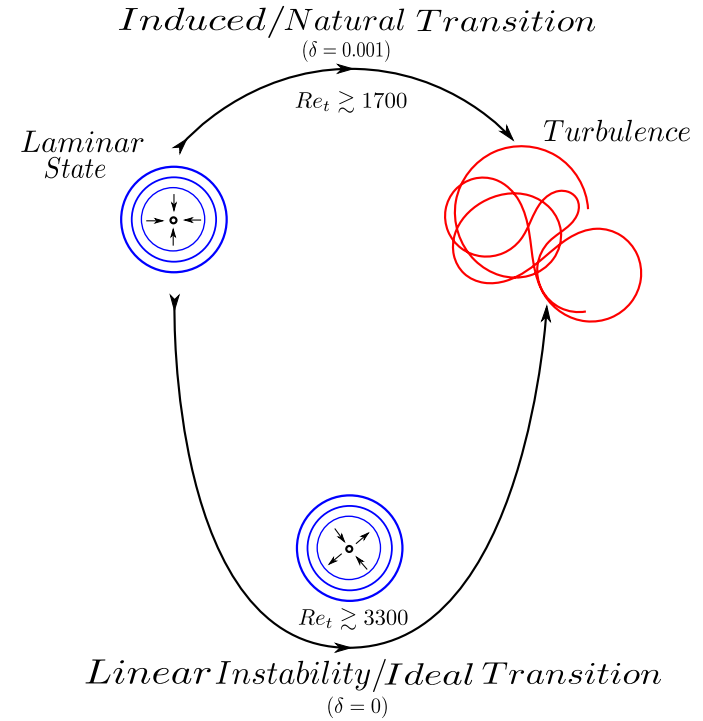 Induced/Natural Transition
(δ = 0.001)
Re_t ≳ 1700
Laminar
State
Turbulence
Re_t ≳ 3300
Linear Instability/Ideal Transition
(δ = 0)